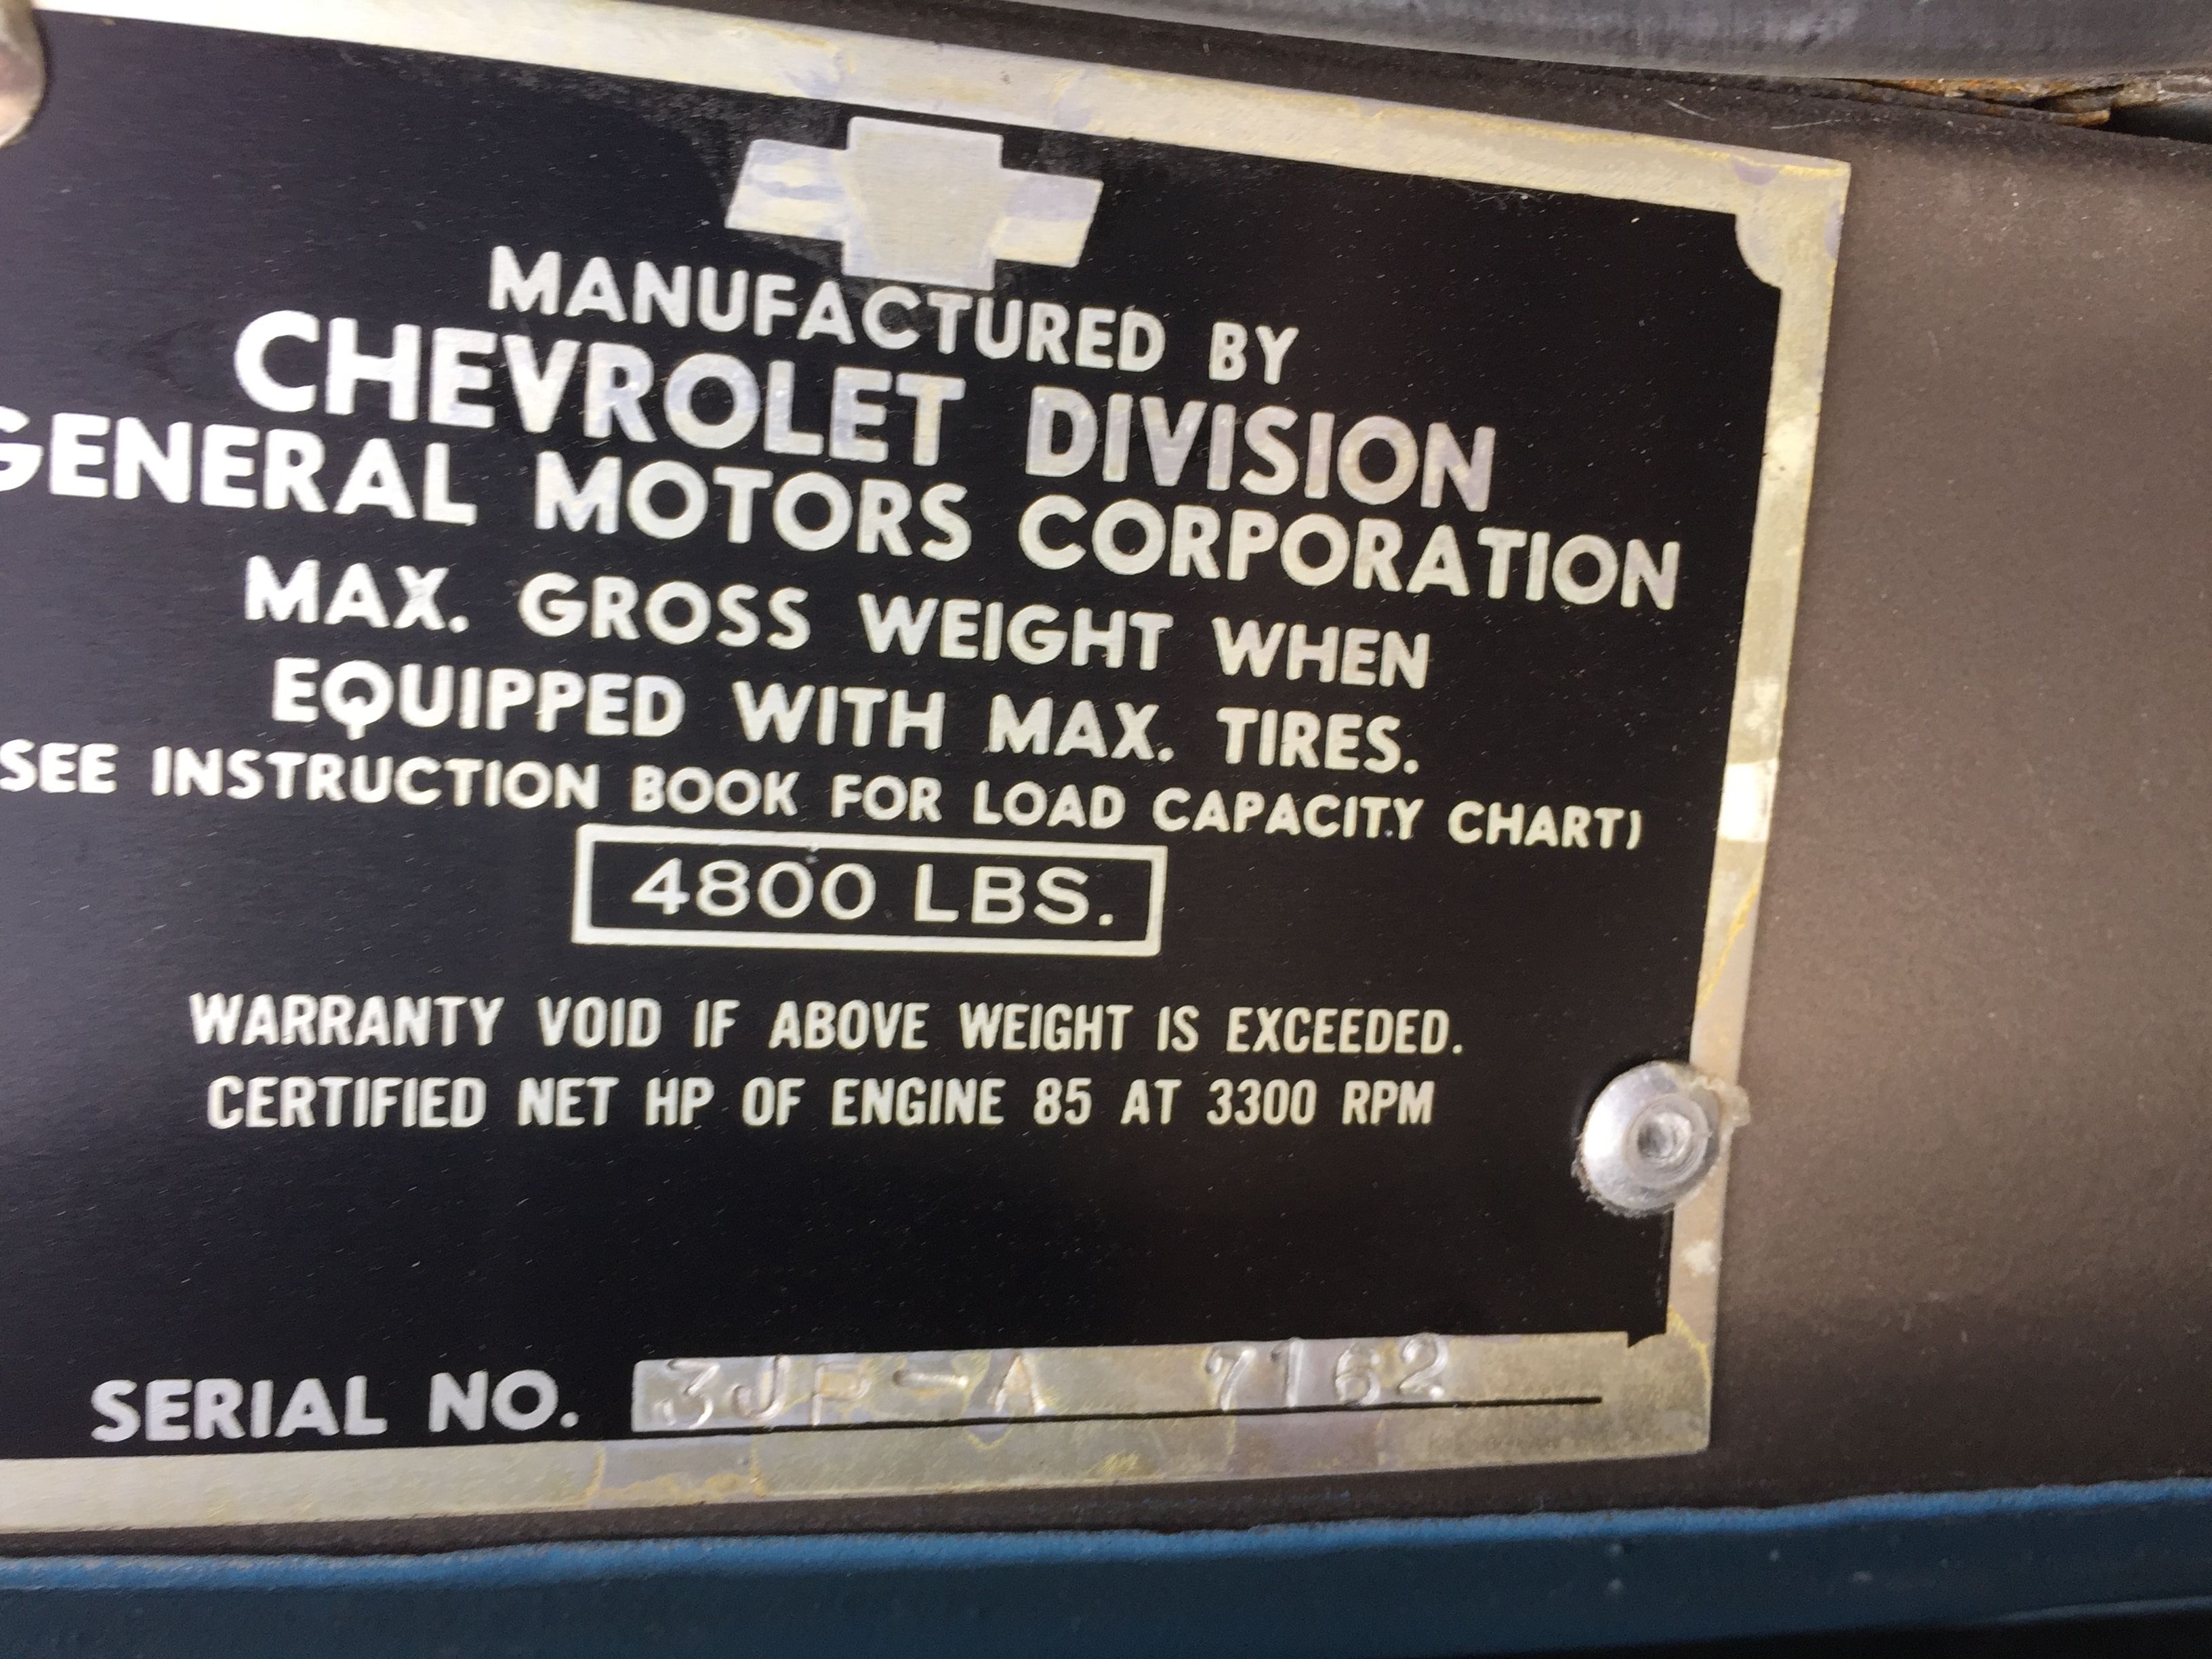 MANUFACTURED BY
CHEVROLET DIVISION
GENERAL MOTORS CORPORATION
MAX. GROSS WEIGHT WHEN
EQUIPPED WITH MAX. TIRES.
SEE INSTRUCTION BOOK FOR LOAD CAPACITY CHART)
4800 LBS.
WARRANTY VOID IF ABOVE WEIGHT IS EXCEEDED.
CERTIFIED NET HP OF ENGINE 85 AT 3300 RPM
SERIAL NO. 3JP-A 7162